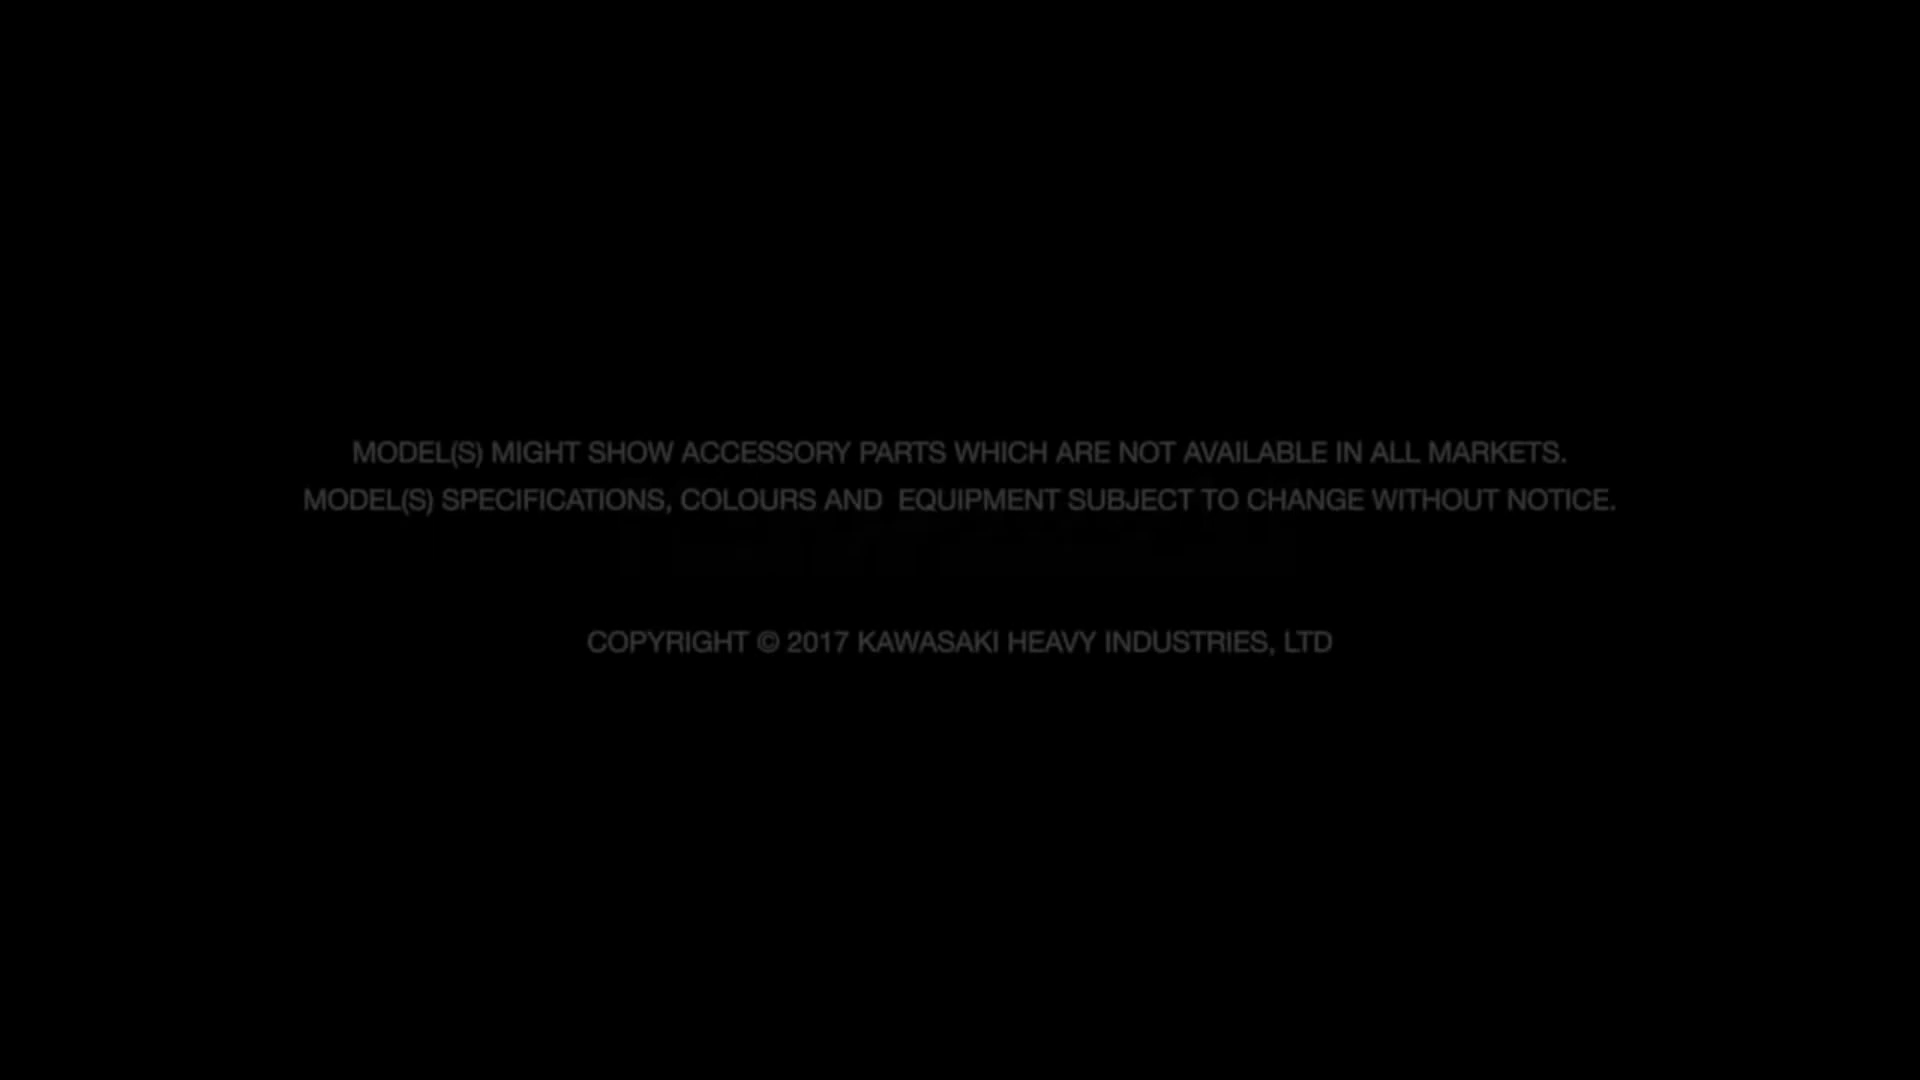 MODEL(S) MIGHT SHOW ACCESSORY PARTS WHICH ARE NOT AVAILABLE IN ALL MARKETS.
MODEL(S) SPECIFICATIONS, COLOURS AND  EQUIPMENT SUBJECT TO CHANGE WITHOUT NOTICE.
COPYRIGHT © 2017 KAWASAKI HEAVY INDUSTRIES, LTD